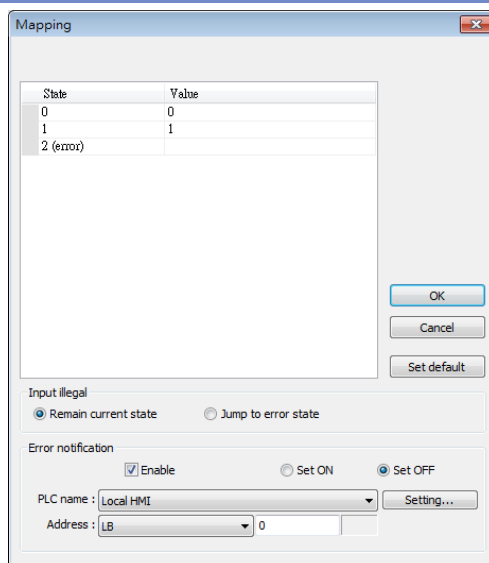 Mapping
State Value
0 0
1 1
2 (error)
OK
Cancel
Set default
Input illegal
Remain current state Jump to error state
Error notification
Enable Set ON Set OFF
PLC name : Local HMI Setting...
Address : LB 0